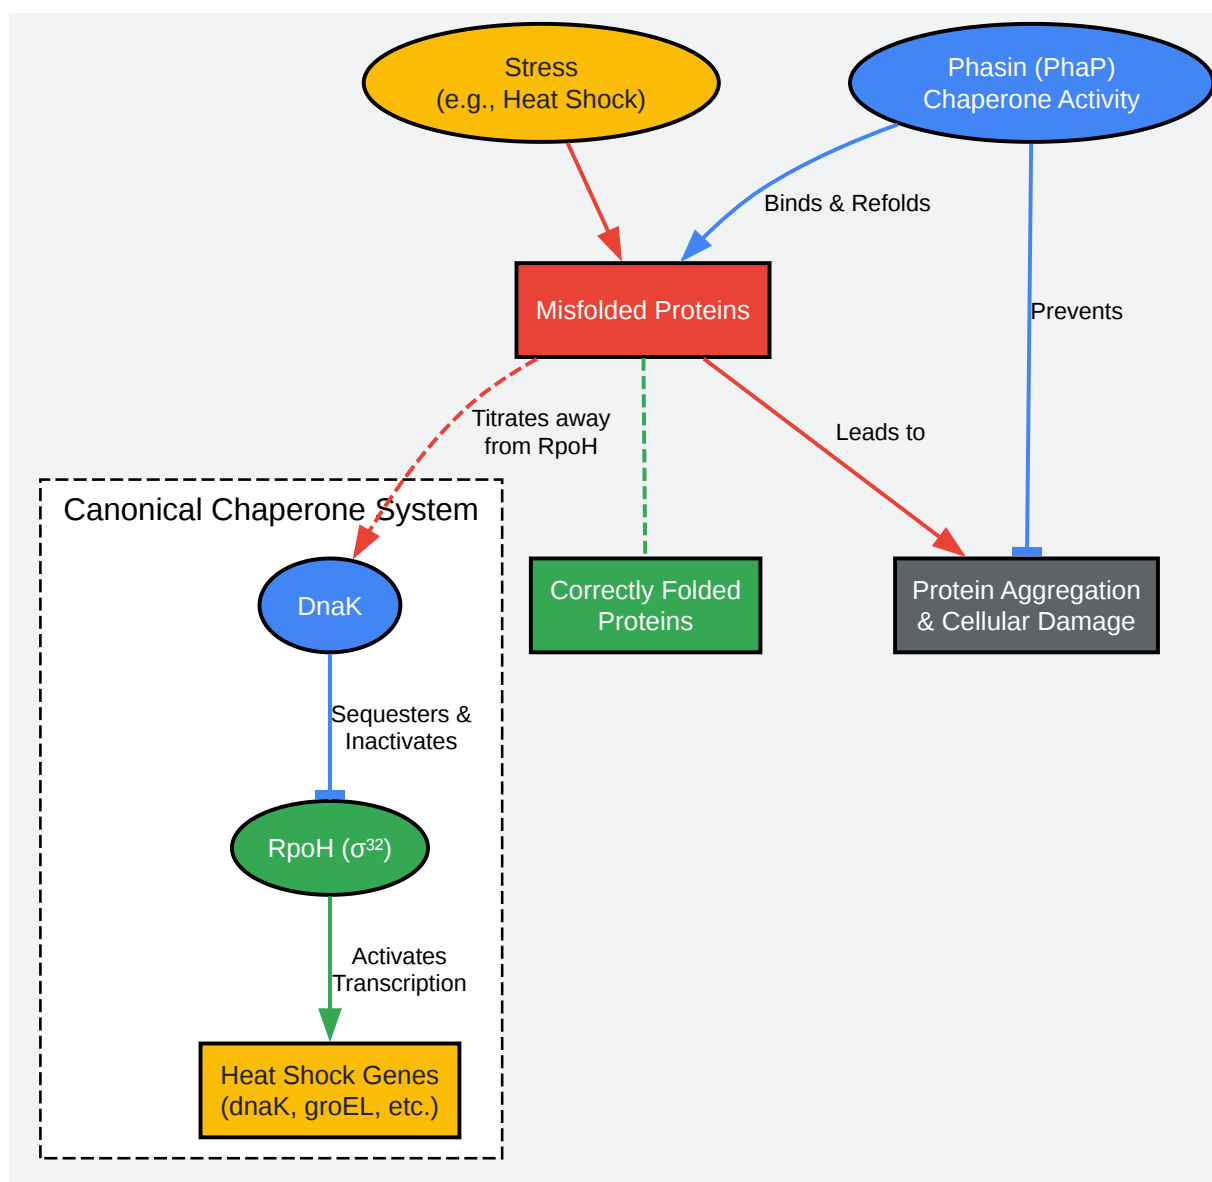 Stress
(e.g., Heat Shock)
Phasin (PhaP)
Chaperone Activity
Binds & Refolds
Misfolded Proteins
Prevents
Titrates away
from RpoH
Leads to
Canonical Chaperone System
DnaK
Correctly Folded
Proteins
Protein Aggregation
& Cellular Damage
Sequesters &
Inactivates
RpoH (σ³²)
Activates
Transcription
Heat Shock Genes
(dnaK, groEL, etc.)